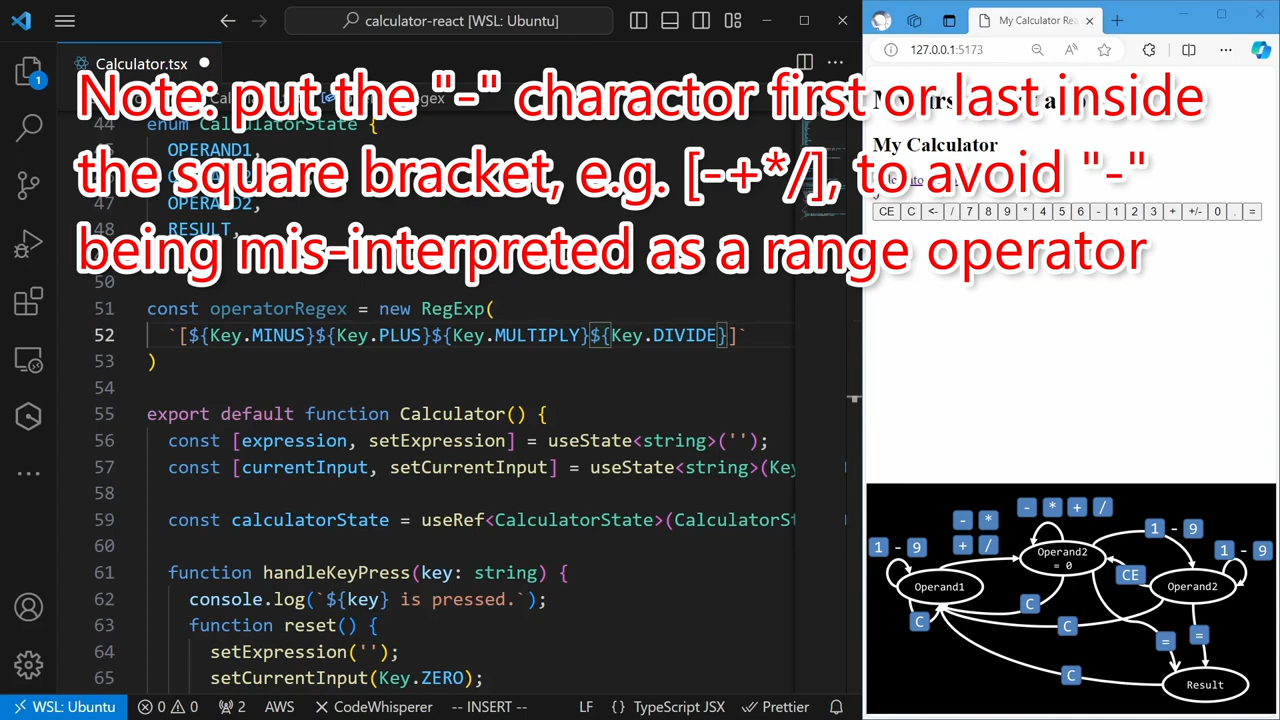 calculator-react [WSL: Ubuntu]
My Calculator Rea
Calculator.tsx
127.0.0.1:5173
Note: put the "-" charactor first or last inside
the square bracket, e.g. [-+*/], to avoid "-"
being mis-interpreted as a range operator
44 enum CalculatorState {
OPERAND1,
48 RESULT,
50
51 const operatorRegex = new RegExp(
52 `[${Key.MINUS}${Key.PLUS}${Key.MULTIPLY}${Key.DIVIDE}]`
53 )
54
55 export default function Calculator() {
56 const [expression, setExpression] = useState<string>('');
57 const [currentInput, setCurrentInput] = useState<string>(Key
58
59 const calculatorState = useRef<CalculatorState>(CalculatorSt
60
61 function handleKeyPress(key: string) {
62 console.log(`${key} is pressed.`);
63 function reset() {
64 setExpression('');
65 setCurrentInput(Key.ZERO);
My Calculator
CE C <- / 7 8 9 * 4 5 6 - 1 2 3 + +/- 0 . =
- * + /
- *
+ /
1 - 9
1 - 9
1 - 9
Operand2
= 0
Operand1
CE
Operand2
C
C
C
= =
C
Result
WSL: Ubuntu 0 0 2 AWS CodeWhisperer -- INSERT -- LF {} TypeScript JSX Prettier